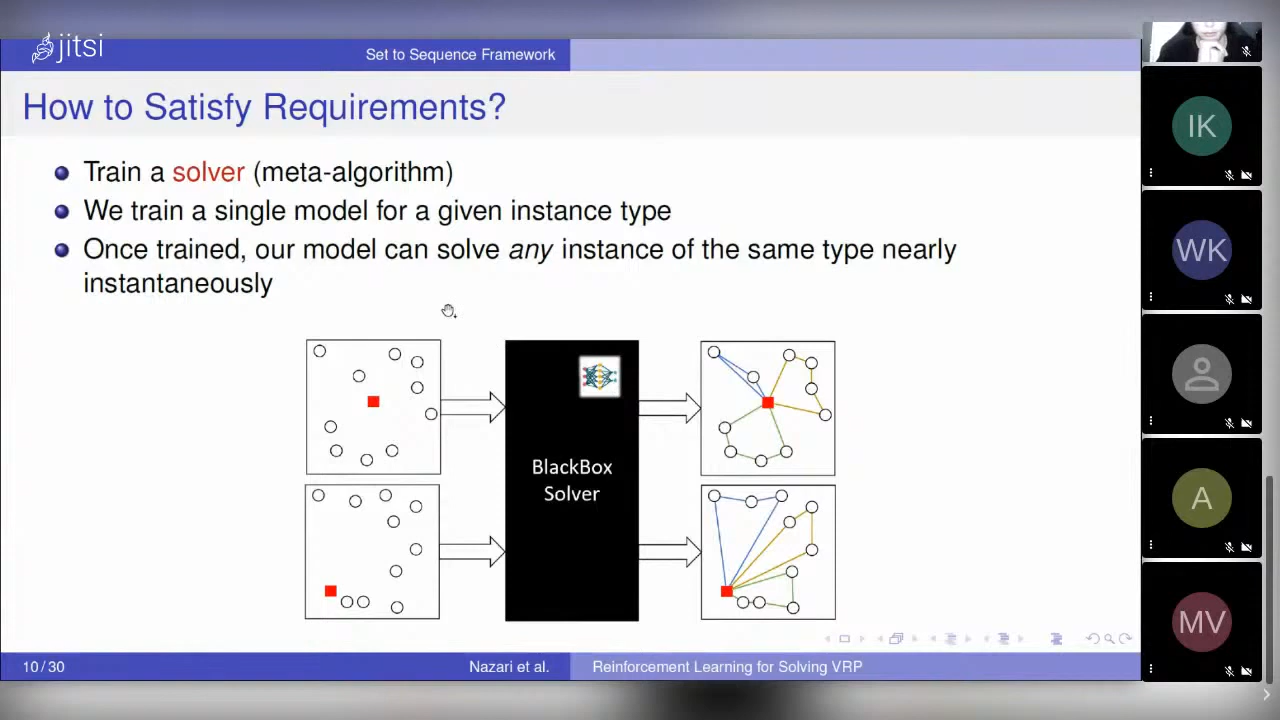 jitsi
Set to Sequence Framework
How to Satisfy Requirements?
Train a solver (meta-algorithm)
We train a single model for a given instance type
Once trained, our model can solve any instance of the same type nearly
instantaneously
BlackBox
Solver
10 / 30
Nazari et al.
Reinforcement Learning for Solving VRP
IK
WK
A
MV